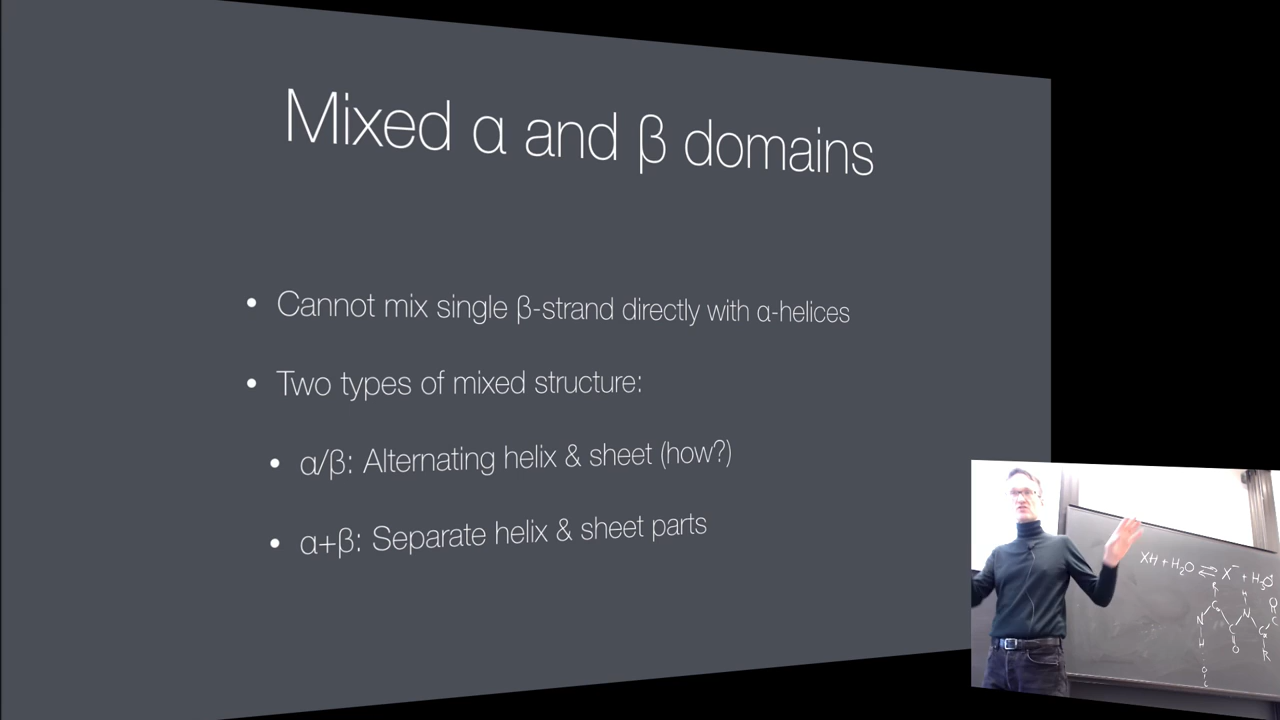 Mixed α and β domains
• Cannot mix single β-strand directly with α-helices
• Two types of mixed structure:
• α/β: Alternating helix & sheet (how?)
• α+β: Separate helix & sheet parts
XH + H₂O ⇌ X⁻ + H₃O